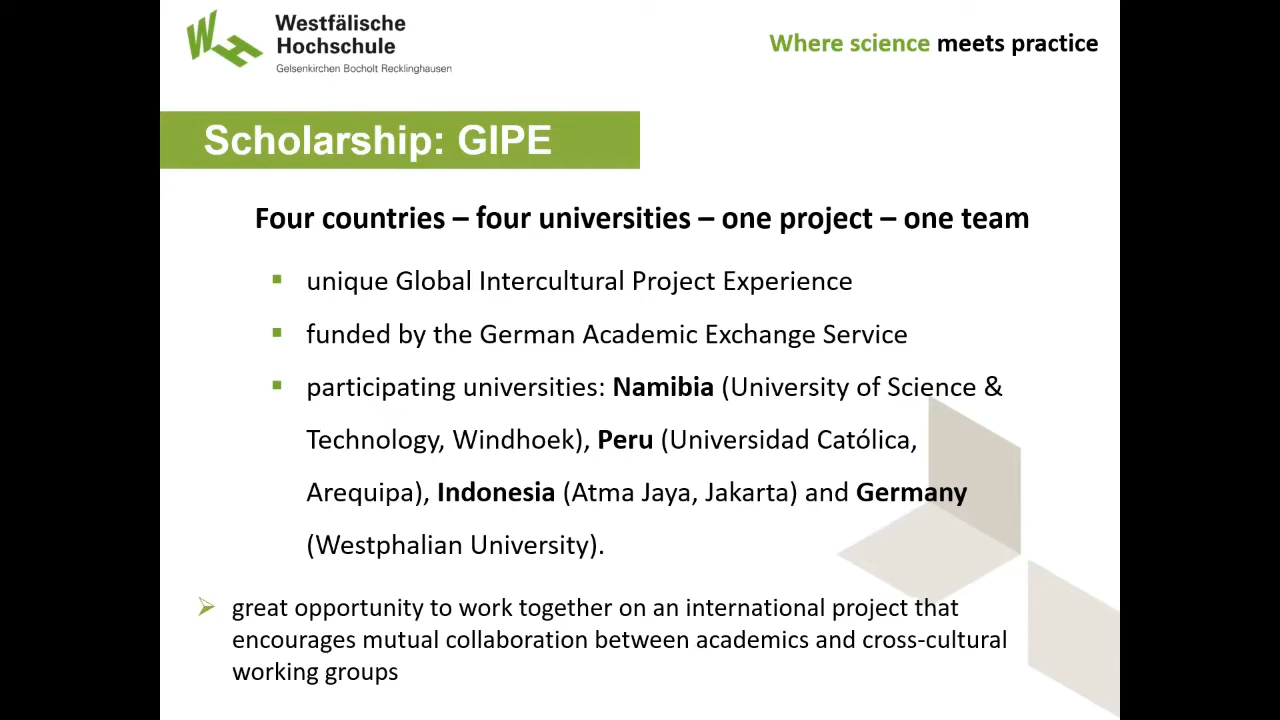 Westfälische
Hochschule
Gelsenkirchen Bocholt Recklinghausen
Where science meets practice
Scholarship: GIPE
Four countries – four universities – one project – one team
▪ unique Global Intercultural Project Experience
▪ funded by the German Academic Exchange Service
▪ participating universities: Namibia (University of Science &
Technology, Windhoek), Peru (Universidad Católica,
Arequipa), Indonesia (Atma Jaya, Jakarta) and Germany
(Westphalian University).
➢ great opportunity to work together on an international project that
encourages mutual collaboration between academics and cross-cultural
working groups